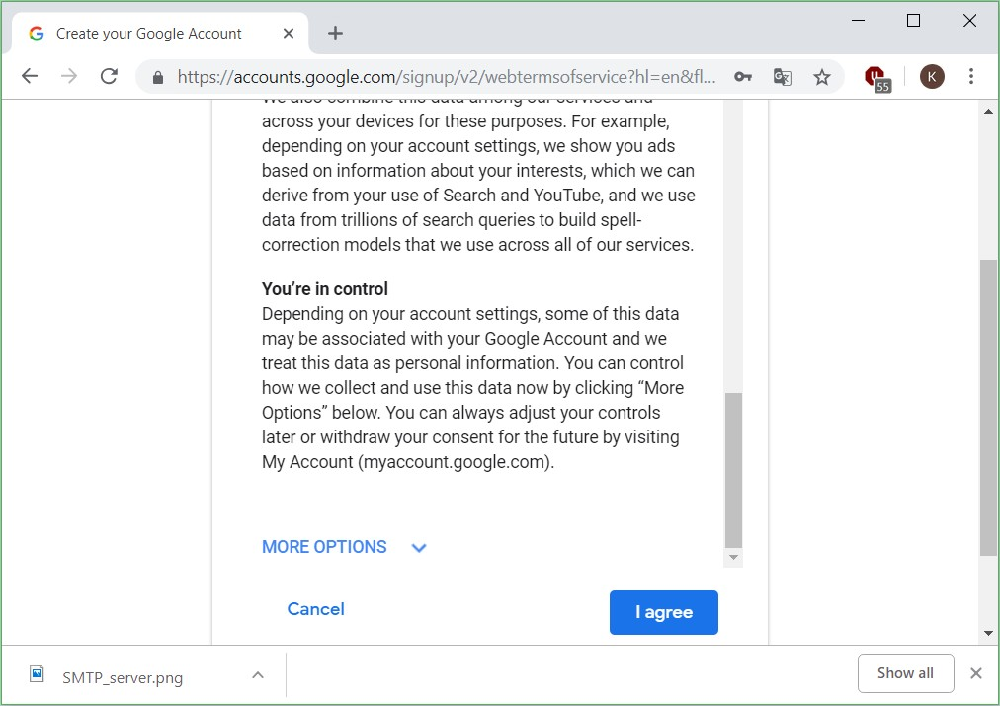 Create your Google Account
https://accounts.google.com/signup/v2/webtermsofservice?hl=en&fl...
55
K
We also combine this data among our services and
across your devices for these purposes. For example,
depending on your account settings, we show you ads
based on information about your interests, which we can
derive from your use of Search and YouTube, and we use
data from trillions of search queries to build spell-
correction models that we use across all of our services.
You’re in control
Depending on your account settings, some of this data
may be associated with your Google Account and we
treat this data as personal information. You can control
how we collect and use this data now by clicking “More
Options” below. You can always adjust your controls
later or withdraw your consent for the future by visiting
My Account (myaccount.google.com).
MORE OPTIONS
Cancel
I agree
SMTP_server.png
Show all